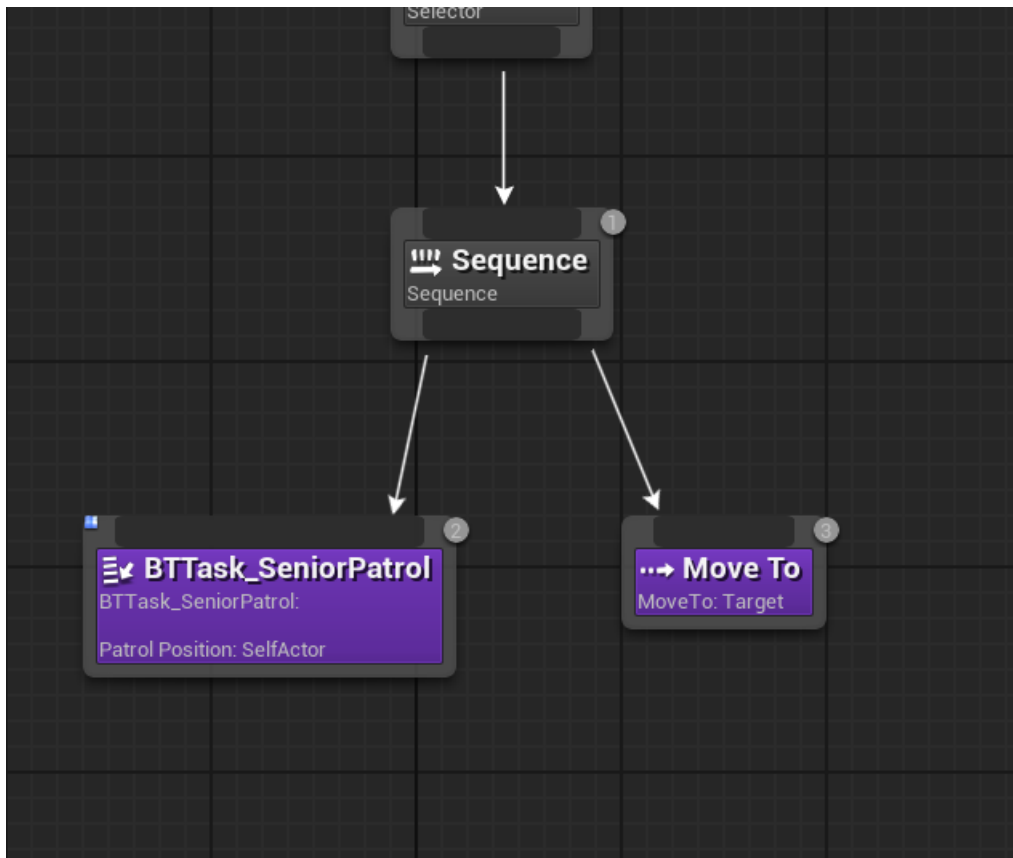 Selector
1
Sequence
Sequence
2
BTTask_SeniorPatrol
BTTask_SeniorPatrol:
Patrol Position: SelfActor
3
Move To
MoveTo: Target